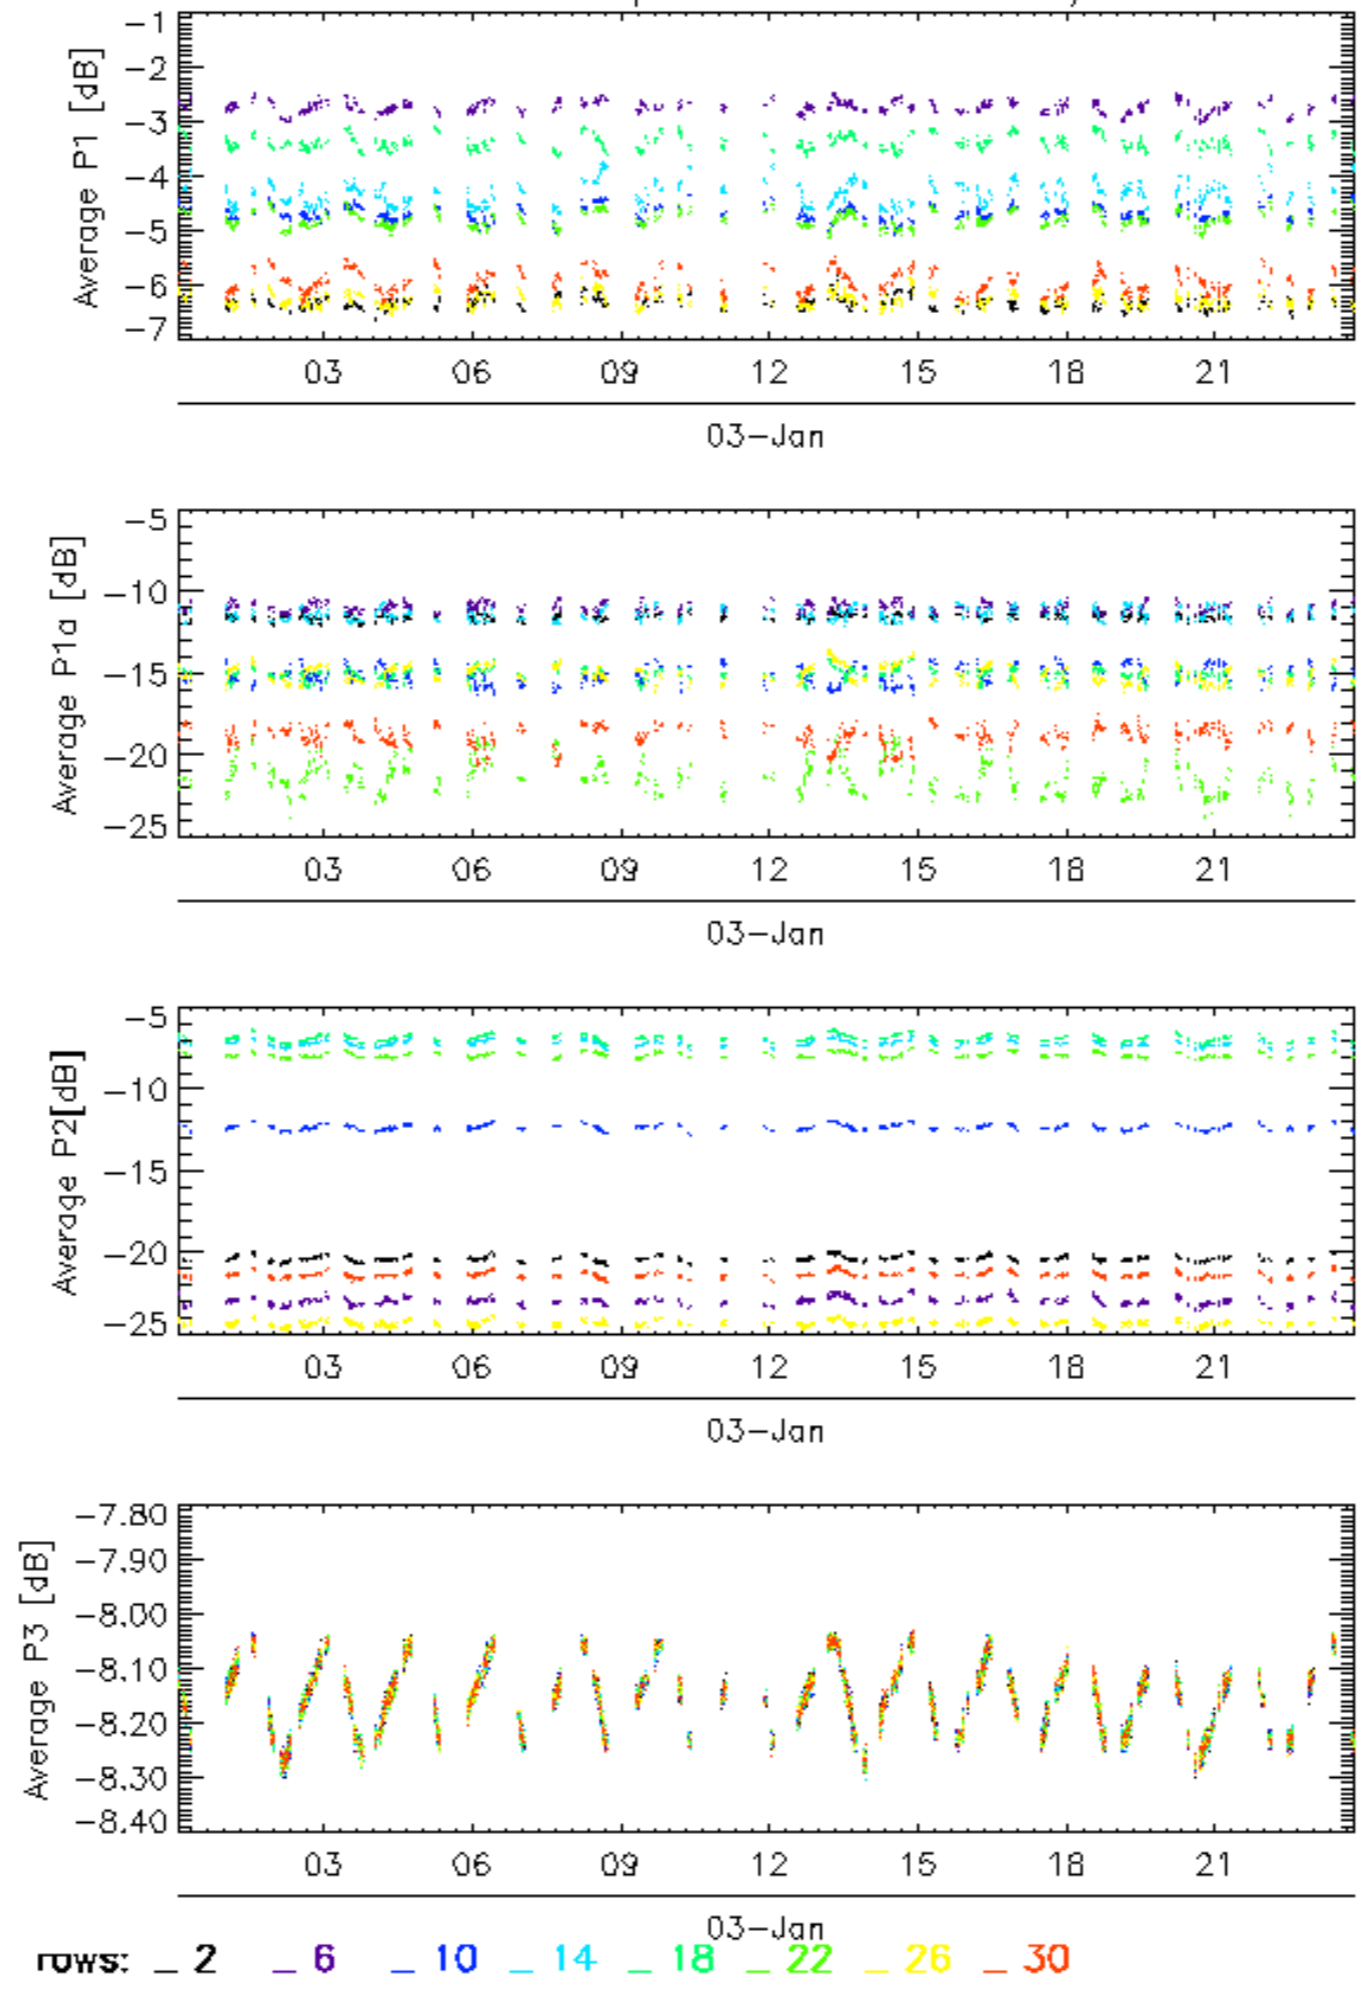 Average P1 [dB]
-1
-2
-3
-4
-5
-6
-7
03 06 09 12 15 18 21
03-Jan
Average P1a [dB]
-5
-10
-15
-20
-25
03 06 09 12 15 18 21
03-Jan
Average P2[dB]
-5
-10
-15
-20
-25
03 06 09 12 15 18 21
03-Jan
Average P3 [dB]
-7.80
-7.90
-8.00
-8.10
-8.20
-8.30
-8.40
03 06 09 12 15 18 21
03-Jan
rows: _ 2 _ 6 _ 10 _ 14 _ 18 _ 22 _ 26 _ 30